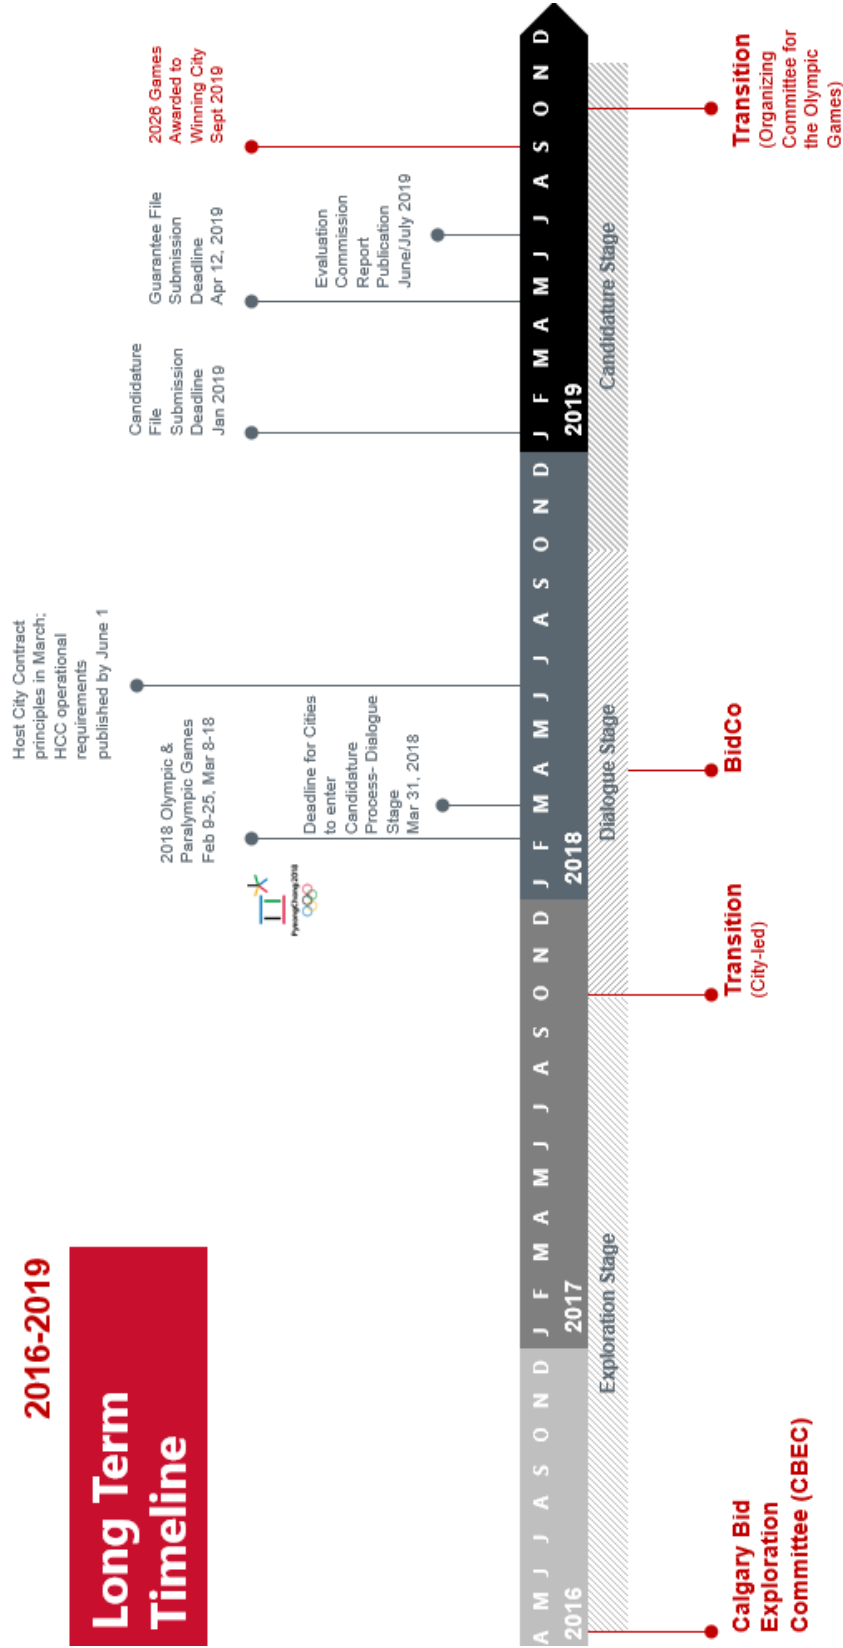 Long Term
Timeline
2016-2019
Host City Contract
principles in March;
HCC operational
requirements
published by June 1
2018 Olympic &
Paralympic Games
Feb 9-25, Mar 8-18
PyeongChang 2018
Deadline for Cities
to enter
Candidature
Process- Dialogue
Stage
Mar 31, 2018
Candidature
File
Submission
Deadline
Jan 2019
Guarantee File
Submission
Deadline
Apr 12, 2019
Evaluation
Commission
Report
Publication
June/July 2019
2026 Games
Awarded to
Winning City
Sept 2019
A M J J A S O N D J F M A M J J A S O N D J F M A M J J A S O N D J F M A M J J A S O N D
2016 2017 2018 2019
Exploration Stage Dialogue Stage Candidature Stage
Calgary Bid
Exploration
Committee (CBEC)
Transition
(City-led)
BidCo
Transition
(Organizing
Committee for
the Olympic
Games)